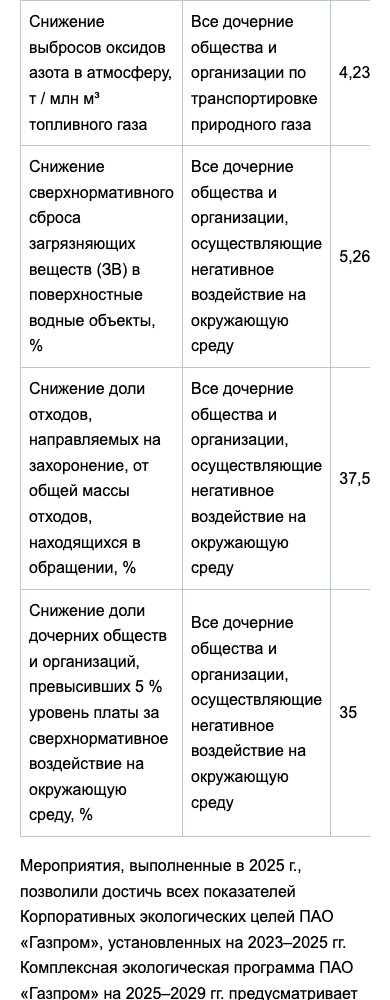 Снижение
выбросов оксидов
азота в атмосферу,
т / млн м³
топливного газа
Все дочерние
общества и
организации по
транспортировке
природного газа
4,23
Снижение
сверхнормативного
сброса
загрязняющих
веществ (ЗВ) в
поверхностные
водные объекты,
%
Все дочерние
общества и
организации,
осуществляющие
негативное
воздействие на
окружающую
среду
5,26
Снижение доли
отходов,
направляемых на
захоронение, от
общей массы
отходов,
находящихся в
обращении, %
Все дочерние
общества и
организации,
осуществляющие
негативное
воздействие на
окружающую
среду
37,5
Снижение доли
дочерних обществ
и организаций,
превысивших 5 %
уровень платы за
сверхнормативное
воздействие на
окружающую
среду, %
Все дочерние
общества и
организации,
осуществляющие
негативное
воздействие на
окружающую
среду
35
Мероприятия, выполненные в 2025 г.,
позволили достичь всех показателей
Корпоративных экологических целей ПАО
«Газпром», установленных на 2023–2025 гг.
Комплексная экологическая программа ПАО
«Газпром» на 2025–2029 гг. предусматривает